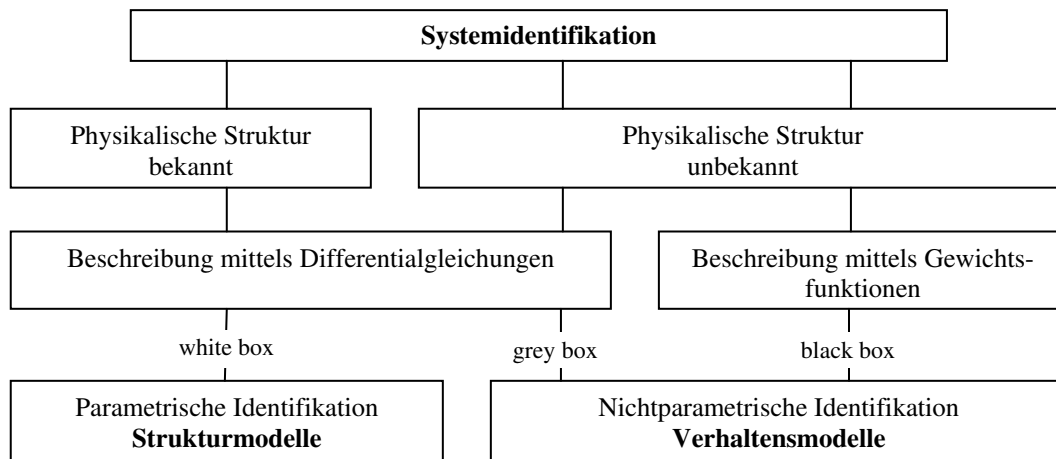 Systemidentifikation
Physikalische Struktur
bekannt
Physikalische Struktur
unbekannt
Beschreibung mittels Differentialgleichungen
Beschreibung mittels Gewichts-
funktionen
white box
grey box
black box
Parametrische Identifikation
Strukturmodelle
Nichtparametrische Identifikation
Verhaltensmodelle